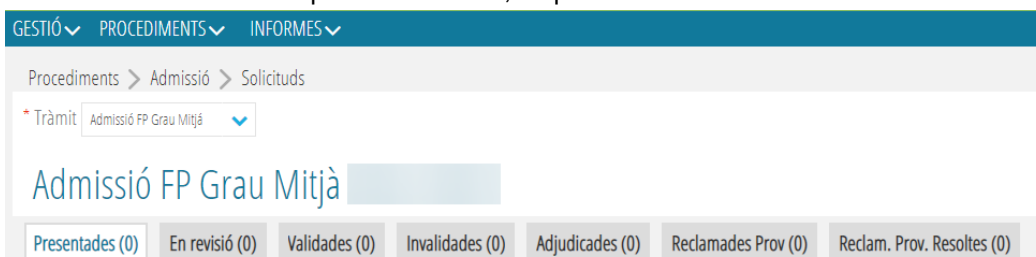 GESTIÓ PROCEDIMENTS INFORMES
Procediments > Admissió > Solicituds
* Tràmit Admissió FP Grau Mitjá
Admissió FP Grau Mitjà
Presentades (0) En revisió (0) Validades (0) Invalidades (0) Adjudicades (0) Reclamades Prov (0) Reclam. Prov. Resoltes (0)